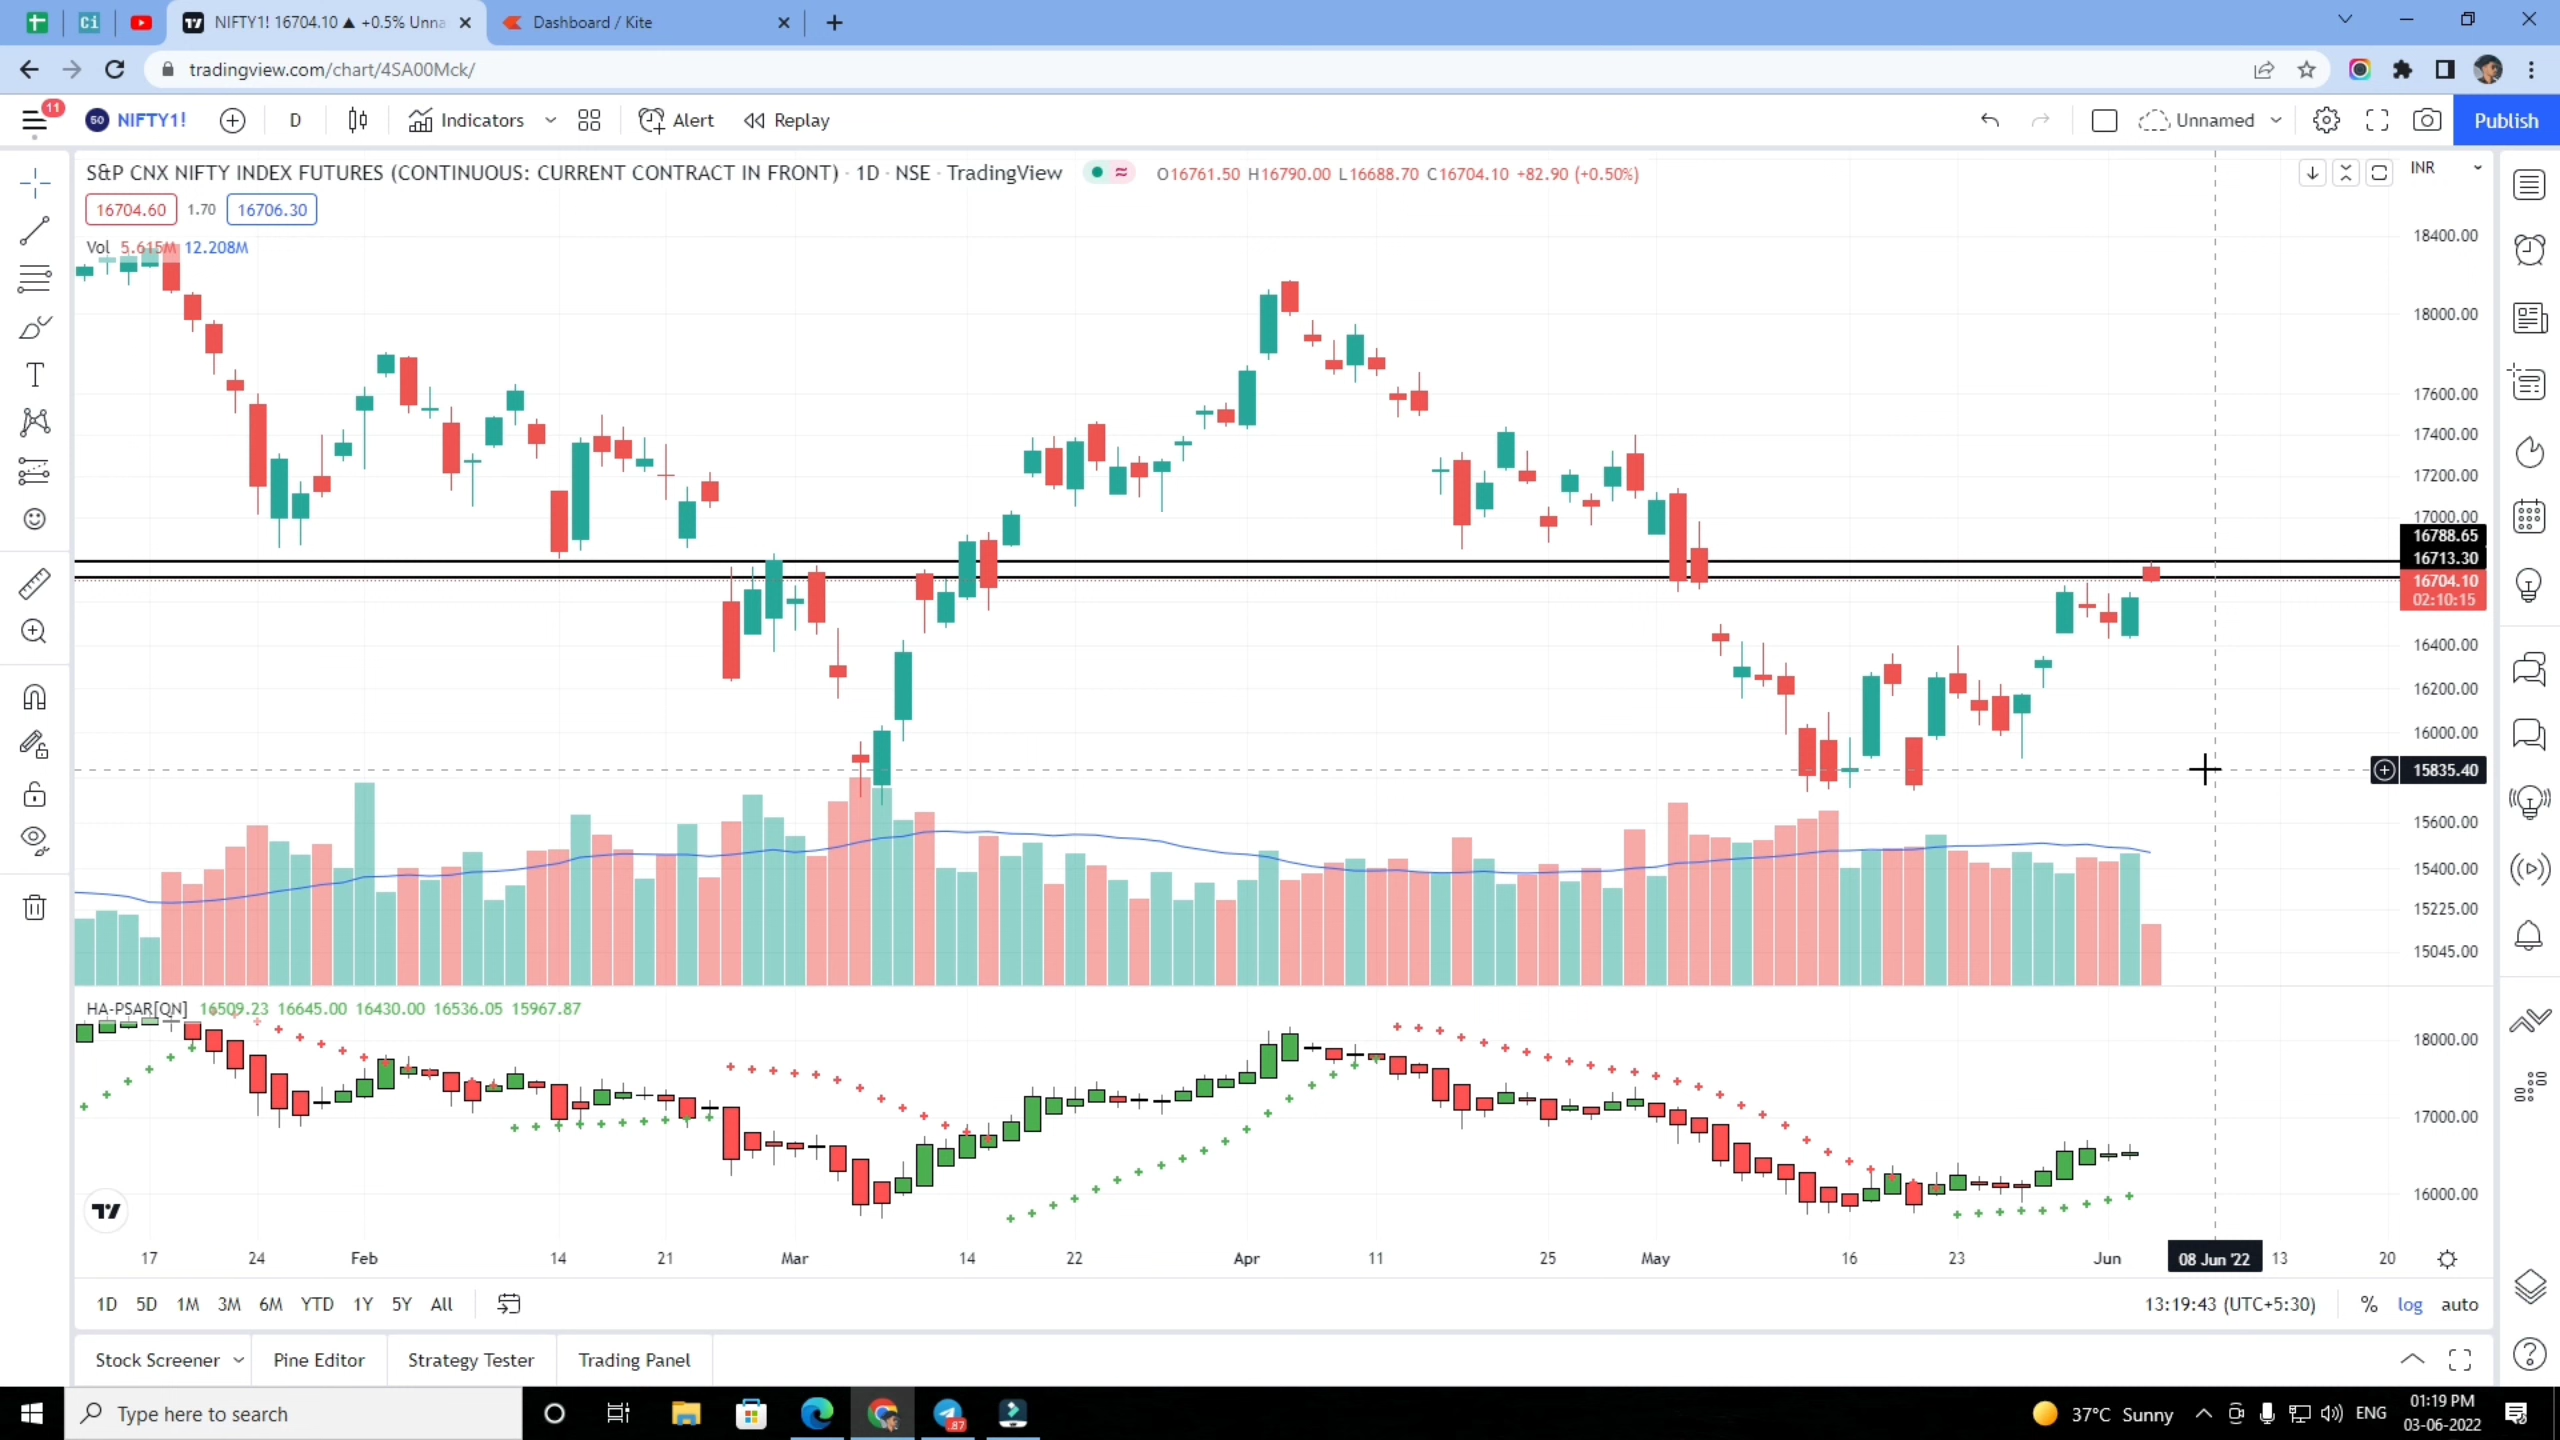 Ci
NIFTY1! 16704.10 ▲ +0.5% Unna
Dashboard / Kite
tradingview.com/chart/4SA00Mck/
11
50 NIFTY1!
D
Indicators
Alert
Replay
Unnamed
Publish
S&P CNX NIFTY INDEX FUTURES (CONTINUOUS: CURRENT CONTRACT IN FRONT) · 1D · NSE · TradingView
O16761.50 H16790.00 L16688.70 C16704.10 +82.90 (+0.50%)
INR
16704.60 1.70 16706.30
Vol 5.615M 12.208M
18400.00
18000.00
17600.00
17400.00
17200.00
17000.00
16788.65
16713.30
16704.10
02:10:15
16400.00
16200.00
16000.00
15835.40
15600.00
15400.00
15225.00
15045.00
HA-PSAR[QN] 16509.23 16645.00 16430.00 16536.05 15967.87
18000.00
17000.00
16000.00
17 24 Feb 14 21 Mar 14 22 Apr 11 25 May 16 23 Jun 08 Jun '22 13 20
1D 5D 1M 3M 6M YTD 1Y 5Y All
13:19:43 (UTC+5:30) % log auto
Stock Screener
Pine Editor
Strategy Tester
Trading Panel
Type here to search
87
37°C Sunny
ENG
01:19 PM
03-06-2022